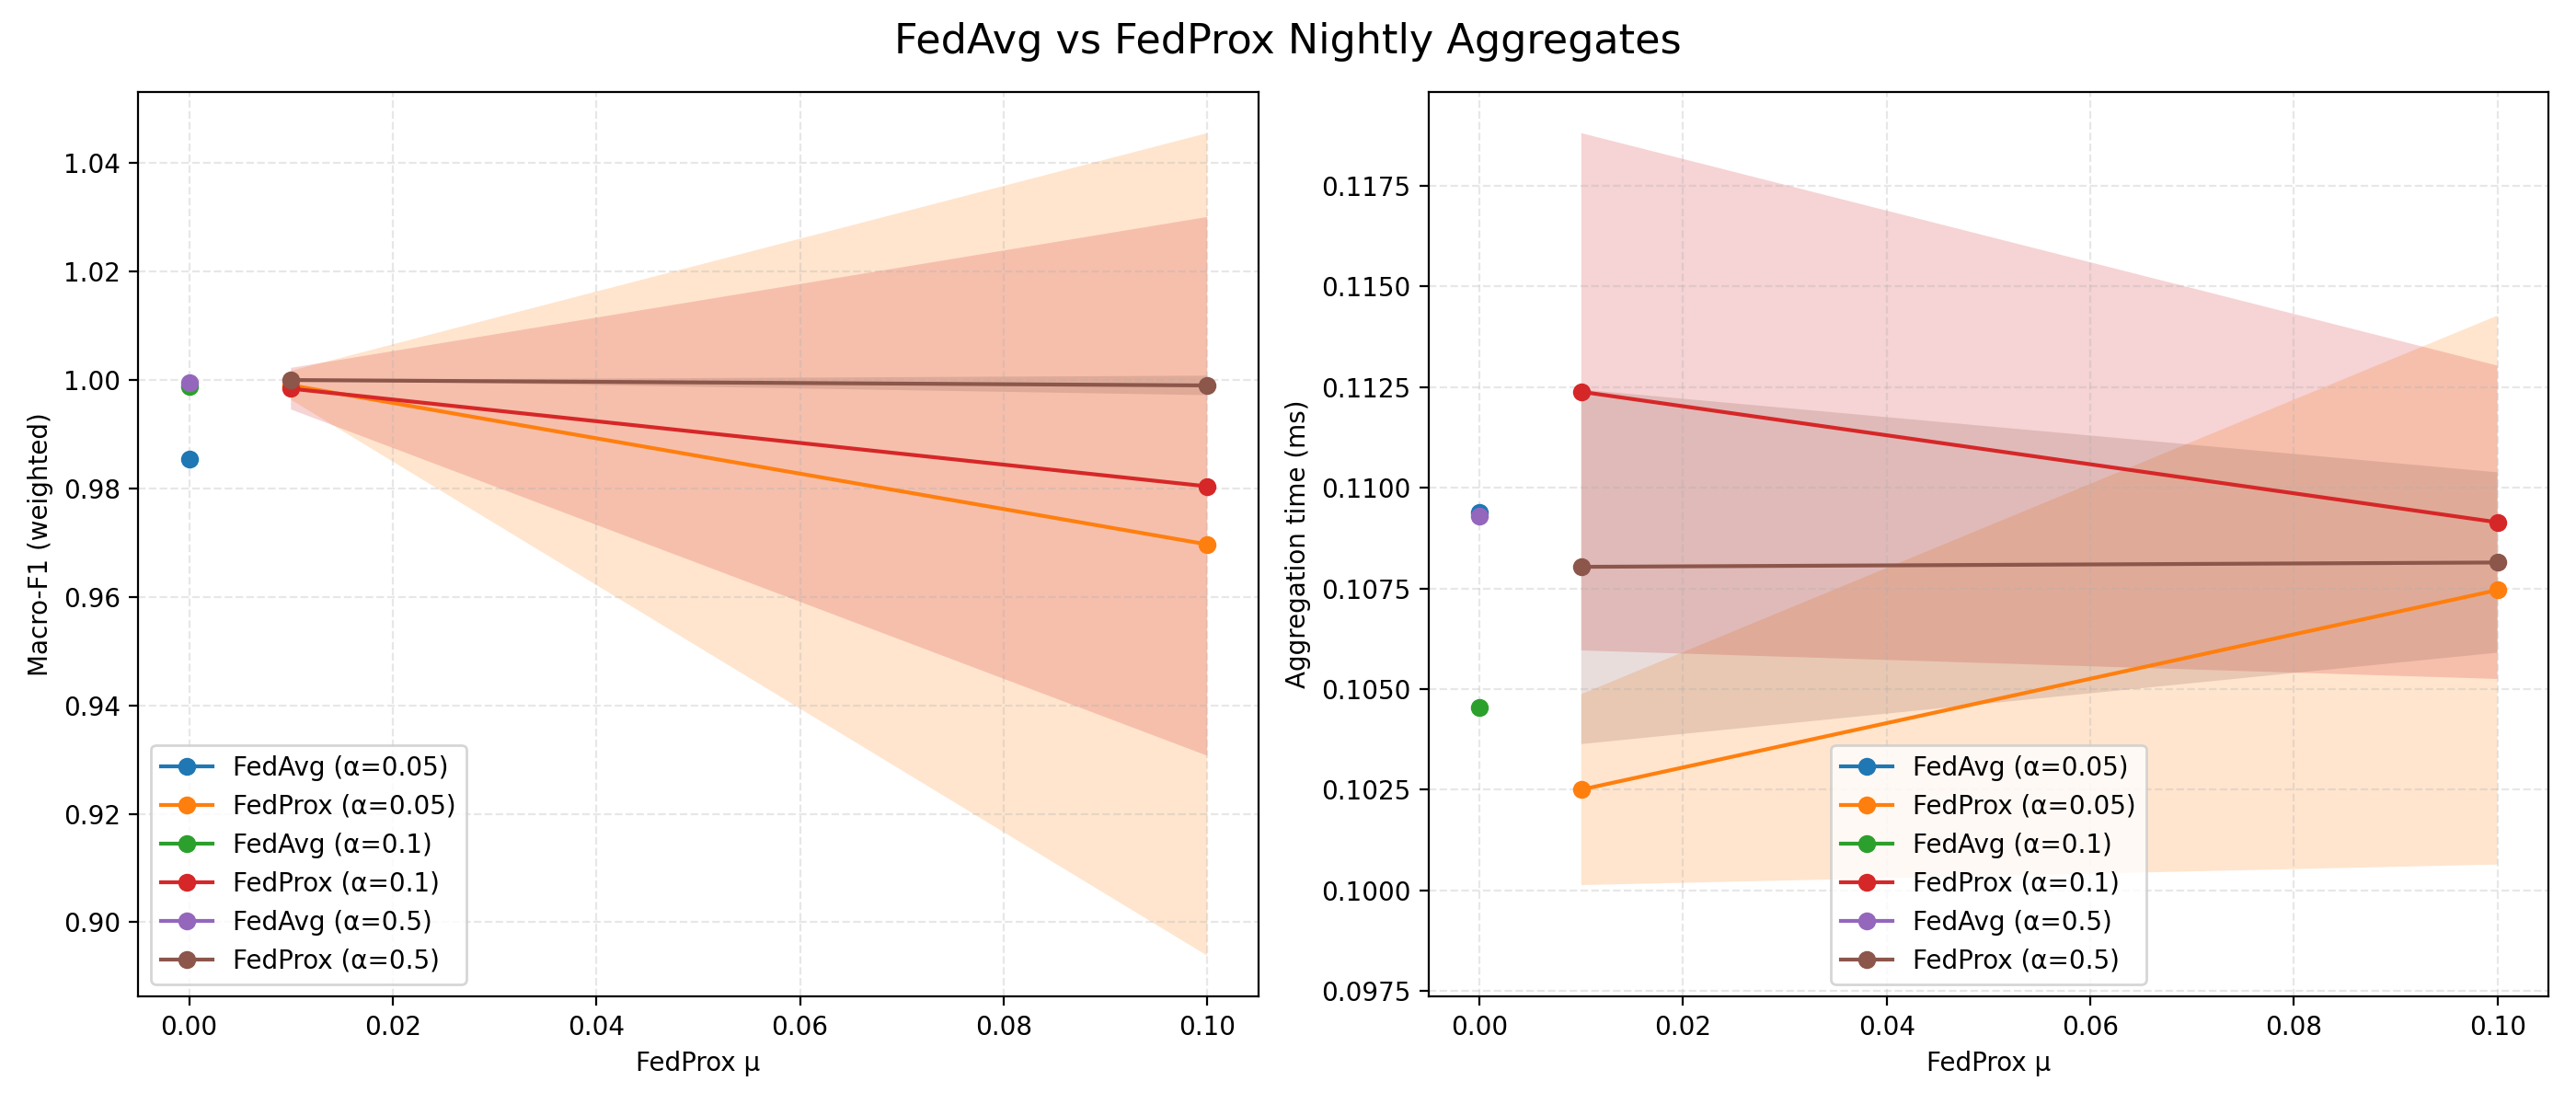 FedAvg vs FedProx Nightly Aggregates
Macro-F1 (weighted)
1.04
1.02
1.00
0.98
0.96
0.94
0.92
0.90
0.00 0.02 0.04 0.06 0.08 0.10
FedProx μ
FedAvg (α=0.05)
FedProx (α=0.05)
FedAvg (α=0.1)
FedProx (α=0.1)
FedAvg (α=0.5)
FedProx (α=0.5)
Aggregation time (ms)
0.1175
0.1150
0.1125
0.1100
0.1075
0.1050
0.1025
0.1000
0.0975
0.00 0.02 0.04 0.06 0.08 0.10
FedProx μ
FedAvg (α=0.05)
FedProx (α=0.05)
FedAvg (α=0.1)
FedProx (α=0.1)
FedAvg (α=0.5)
FedProx (α=0.5)